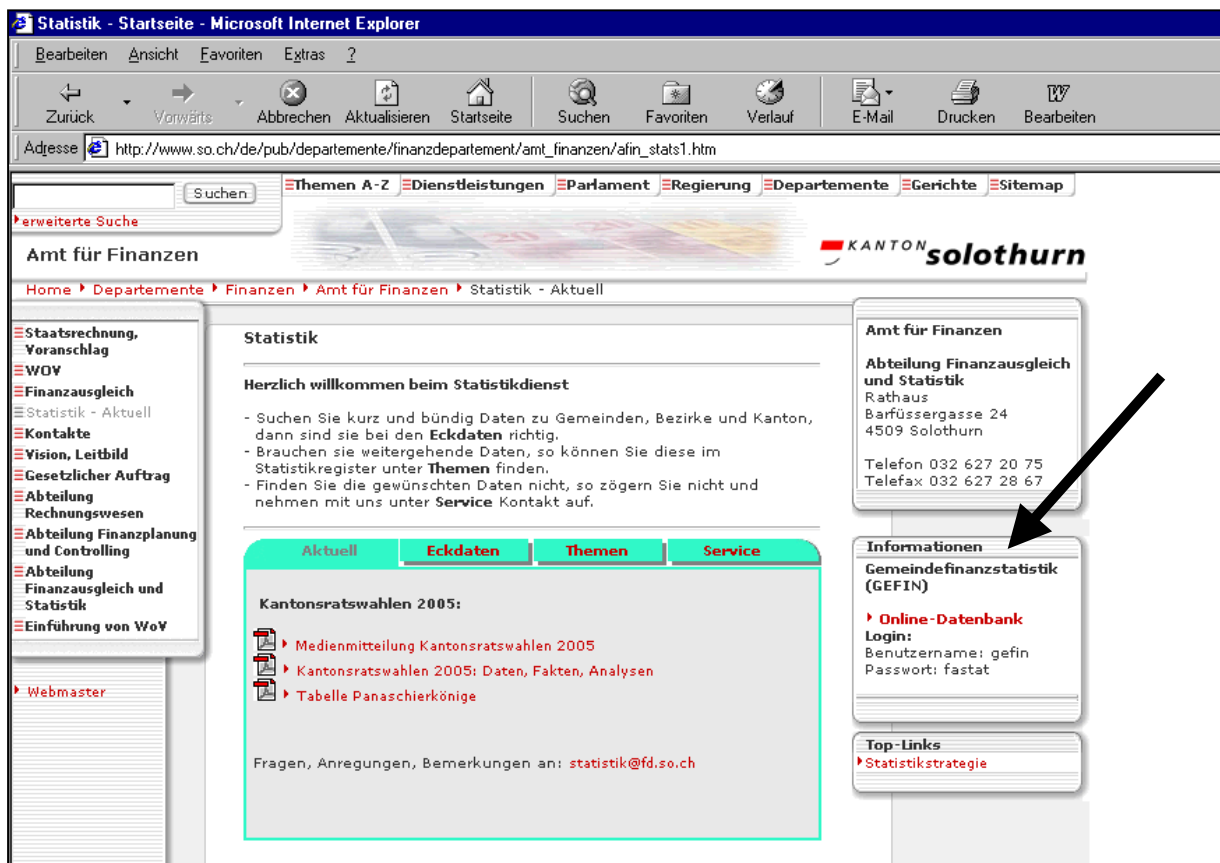 Statistik - Startseite - Microsoft Internet Explorer
Bearbeiten Ansicht Favoriten Extras ?
Zurück Vorwärts Abbrechen Aktualisieren Startseite Suchen Favoriten Verlauf E-Mail Drucken Bearbeiten
Adresse http://www.so.ch/de/pub/departemente/finanzdepartement/amt_finanzen/afin_stats1.htm
Suchen
erweiterte Suche
Themen A-Z Dienstleistungen Parlament Regierung Departemente Gerichte Sitemap
20
Amt für Finanzen
KANTON solothurn
Home Departemente Finanzen Amt für Finanzen Statistik - Aktuell
Staatsrechnung,
Voranschlag
WOV
Finanzausgleich
Statistik - Aktuell
Kontakte
Vision, Leitbild
Gesetzlicher Auftrag
Abteilung
Rechnungswesen
Abteilung Finanzplanung
und Controlling
Abteilung
Finanzausgleich und
Statistik
Einführung von WoV
Webmaster
Statistik
Herzlich willkommen beim Statistikdienst
- Suchen Sie kurz und bündig Daten zu Gemeinden, Bezirke und Kanton,
dann sind sie bei den Eckdaten richtig.
- Brauchen sie weitergehende Daten, so können Sie diese im
Statistikregister unter Themen finden.
- Finden Sie die gewünschten Daten nicht, so zögern Sie nicht und
nehmen mit uns unter Service Kontakt auf.
Aktuell Eckdaten Themen Service
Kantonsratswahlen 2005:
Medienmitteilung Kantonsratswahlen 2005
Kantonsratswahlen 2005: Daten, Fakten, Analysen
Tabelle Panaschierkönige
Fragen, Anregungen, Bemerkungen an: statistik@fd.so.ch
Amt für Finanzen
Abteilung Finanzausgleich
und Statistik
Rathaus
Barfüssergasse 24
4509 Solothurn
Telefon 032 627 20 75
Telefax 032 627 28 67
Informationen
Gemeindefinanzstatistik
(GEFIN)
Online-Datenbank
Login:
Benutzername: gefin
Passwort: fastat
Top-Links
Statistikstrategie